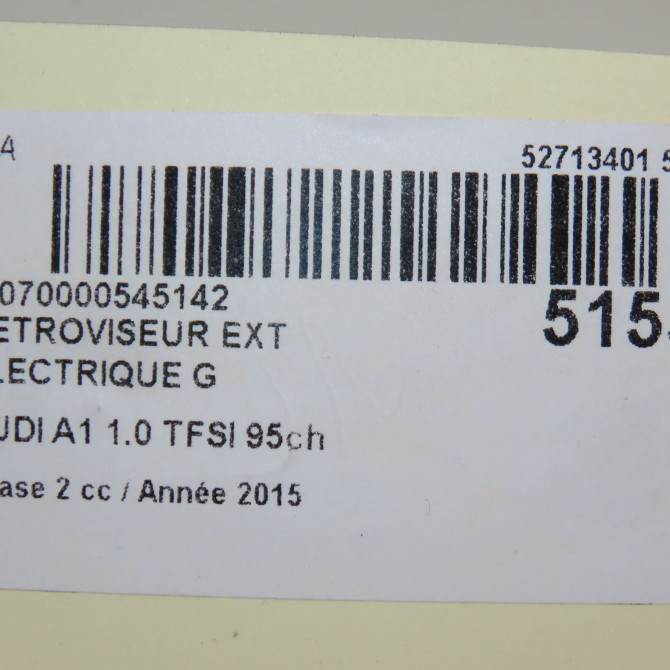 A
52713401 5
070000545142
515
ETROVISEUR EXT
LECTRIQUE G
UDI A1 1.0 TFSI 95ch
ase 2 cc / Année 2015